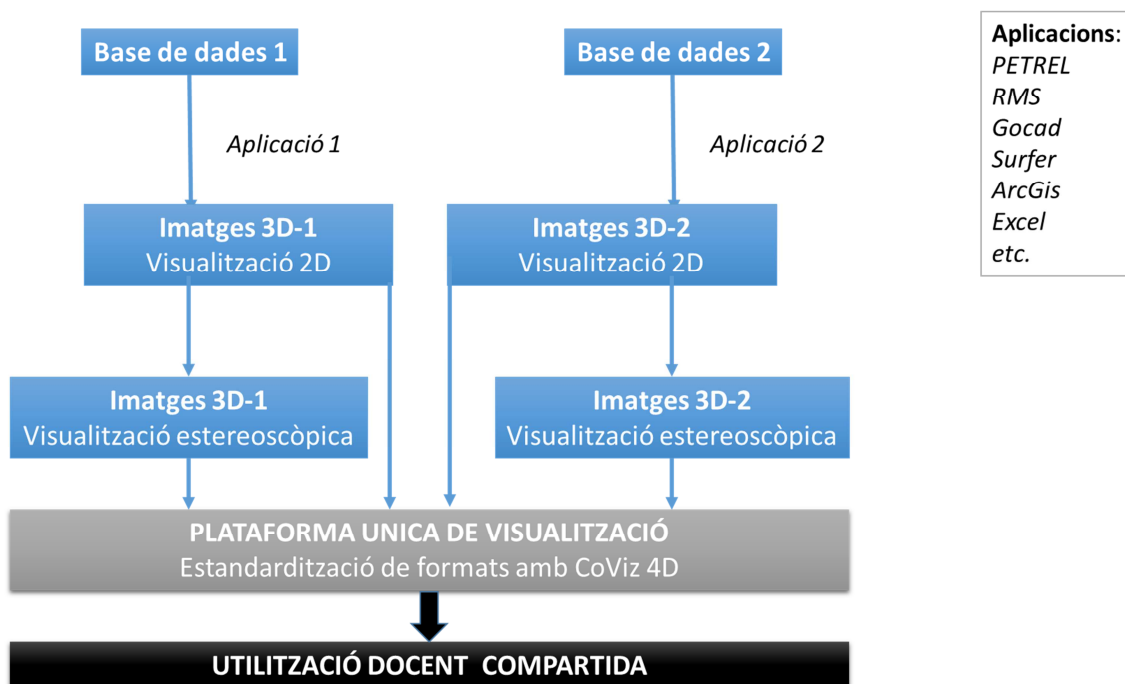 Base de dades 1
Base de dades 2
Aplicació 1
Aplicació 2
Imatges 3D-1
Visualització 2D
Imatges 3D-2
Visualització 2D
Imatges 3D-1
Visualització estereoscòpica
Imatges 3D-2
Visualització estereoscòpica
PLATAFORMA UNICA DE VISUALITZACIÓ
Estandardització de formats amb CoViz 4D
UTILITZACIÓ DOCENT COMPARTIDA
Aplicacions:
PETREL
RMS
Gocad
Surfer
ArcGis
Excel
etc.